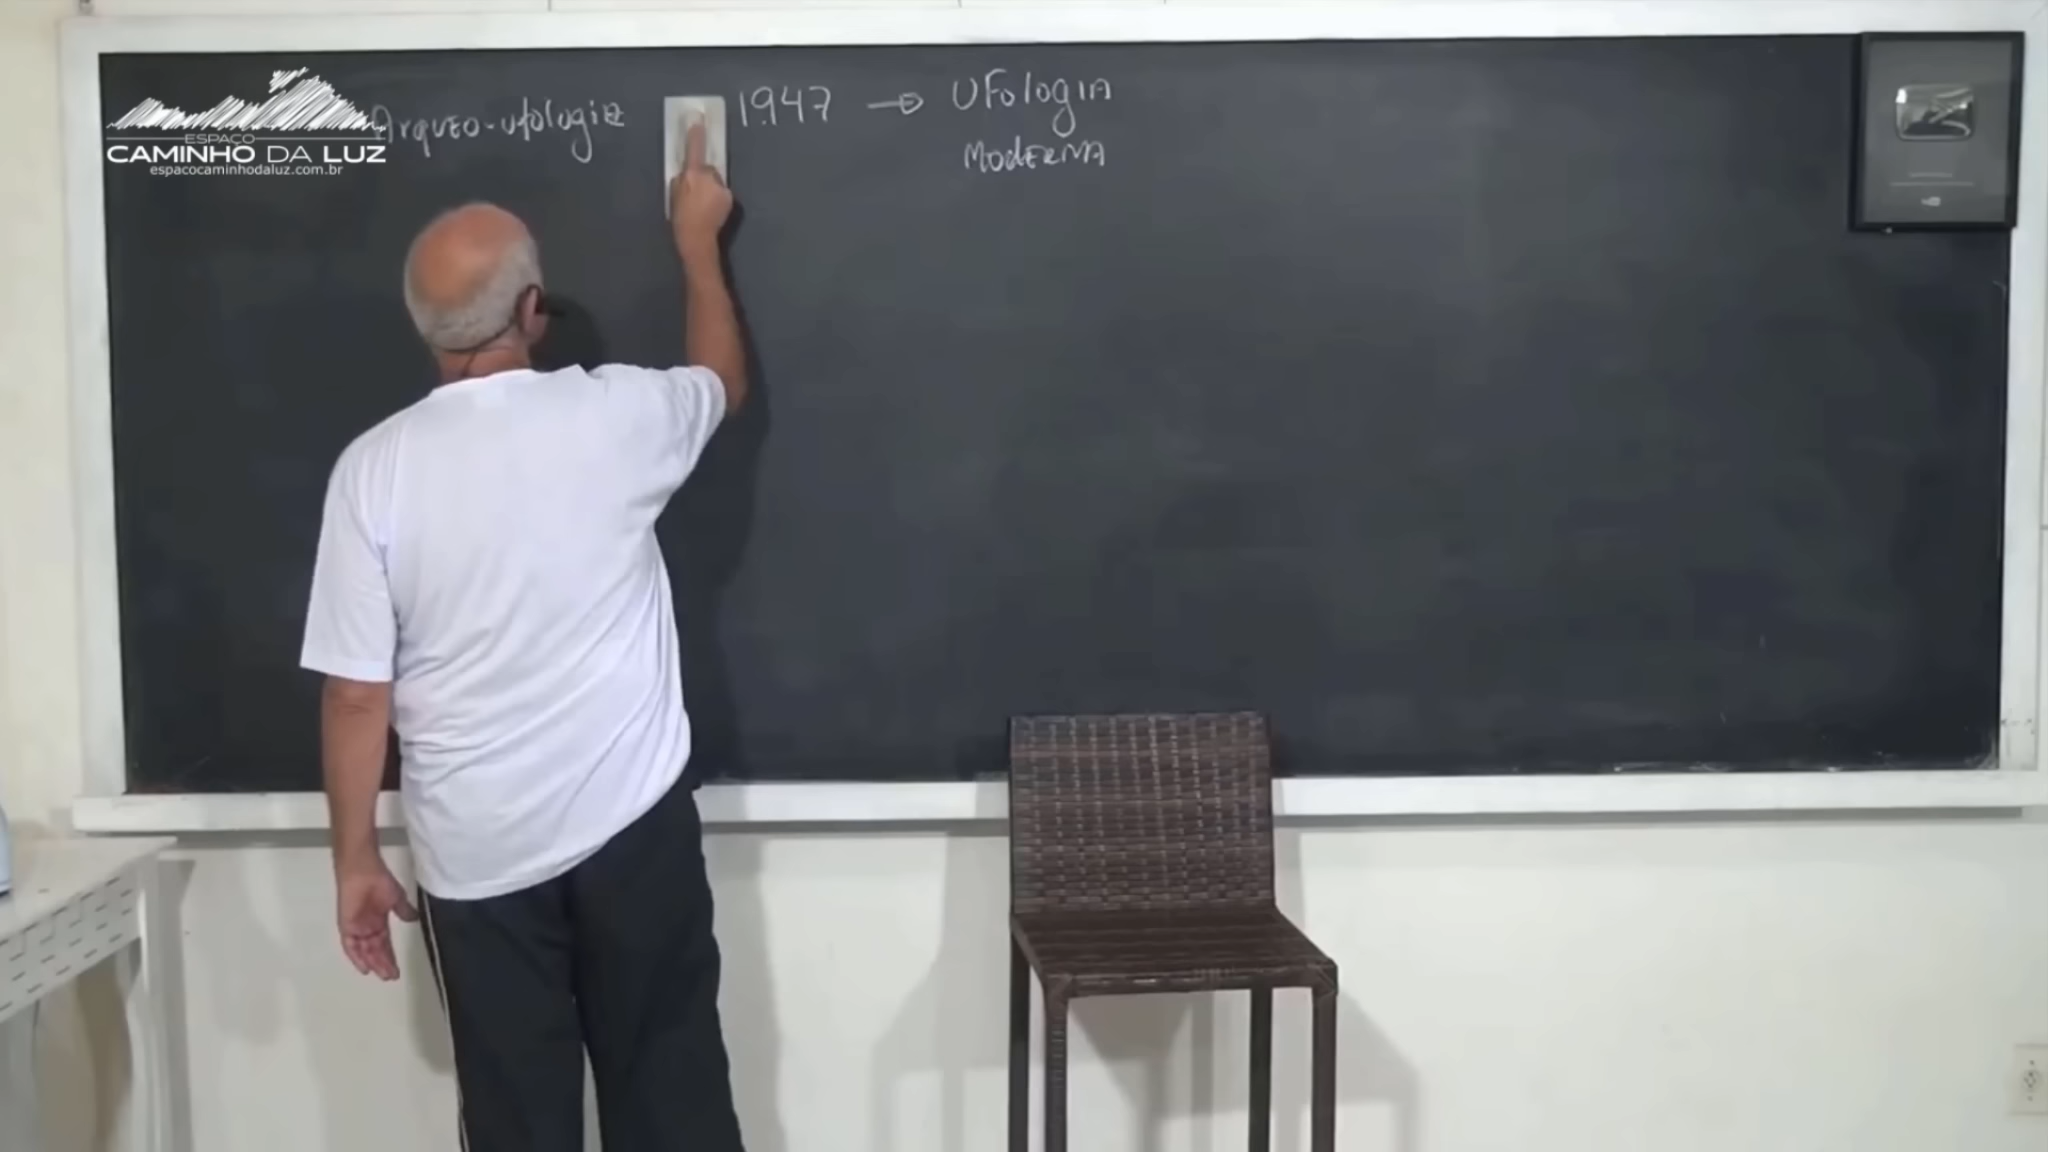 Arqueo-ufologia
1947 → UFologia
Moderna
ESPAÇO
CAMINHO DA LUZ
espacocaminhodaluz.com.br